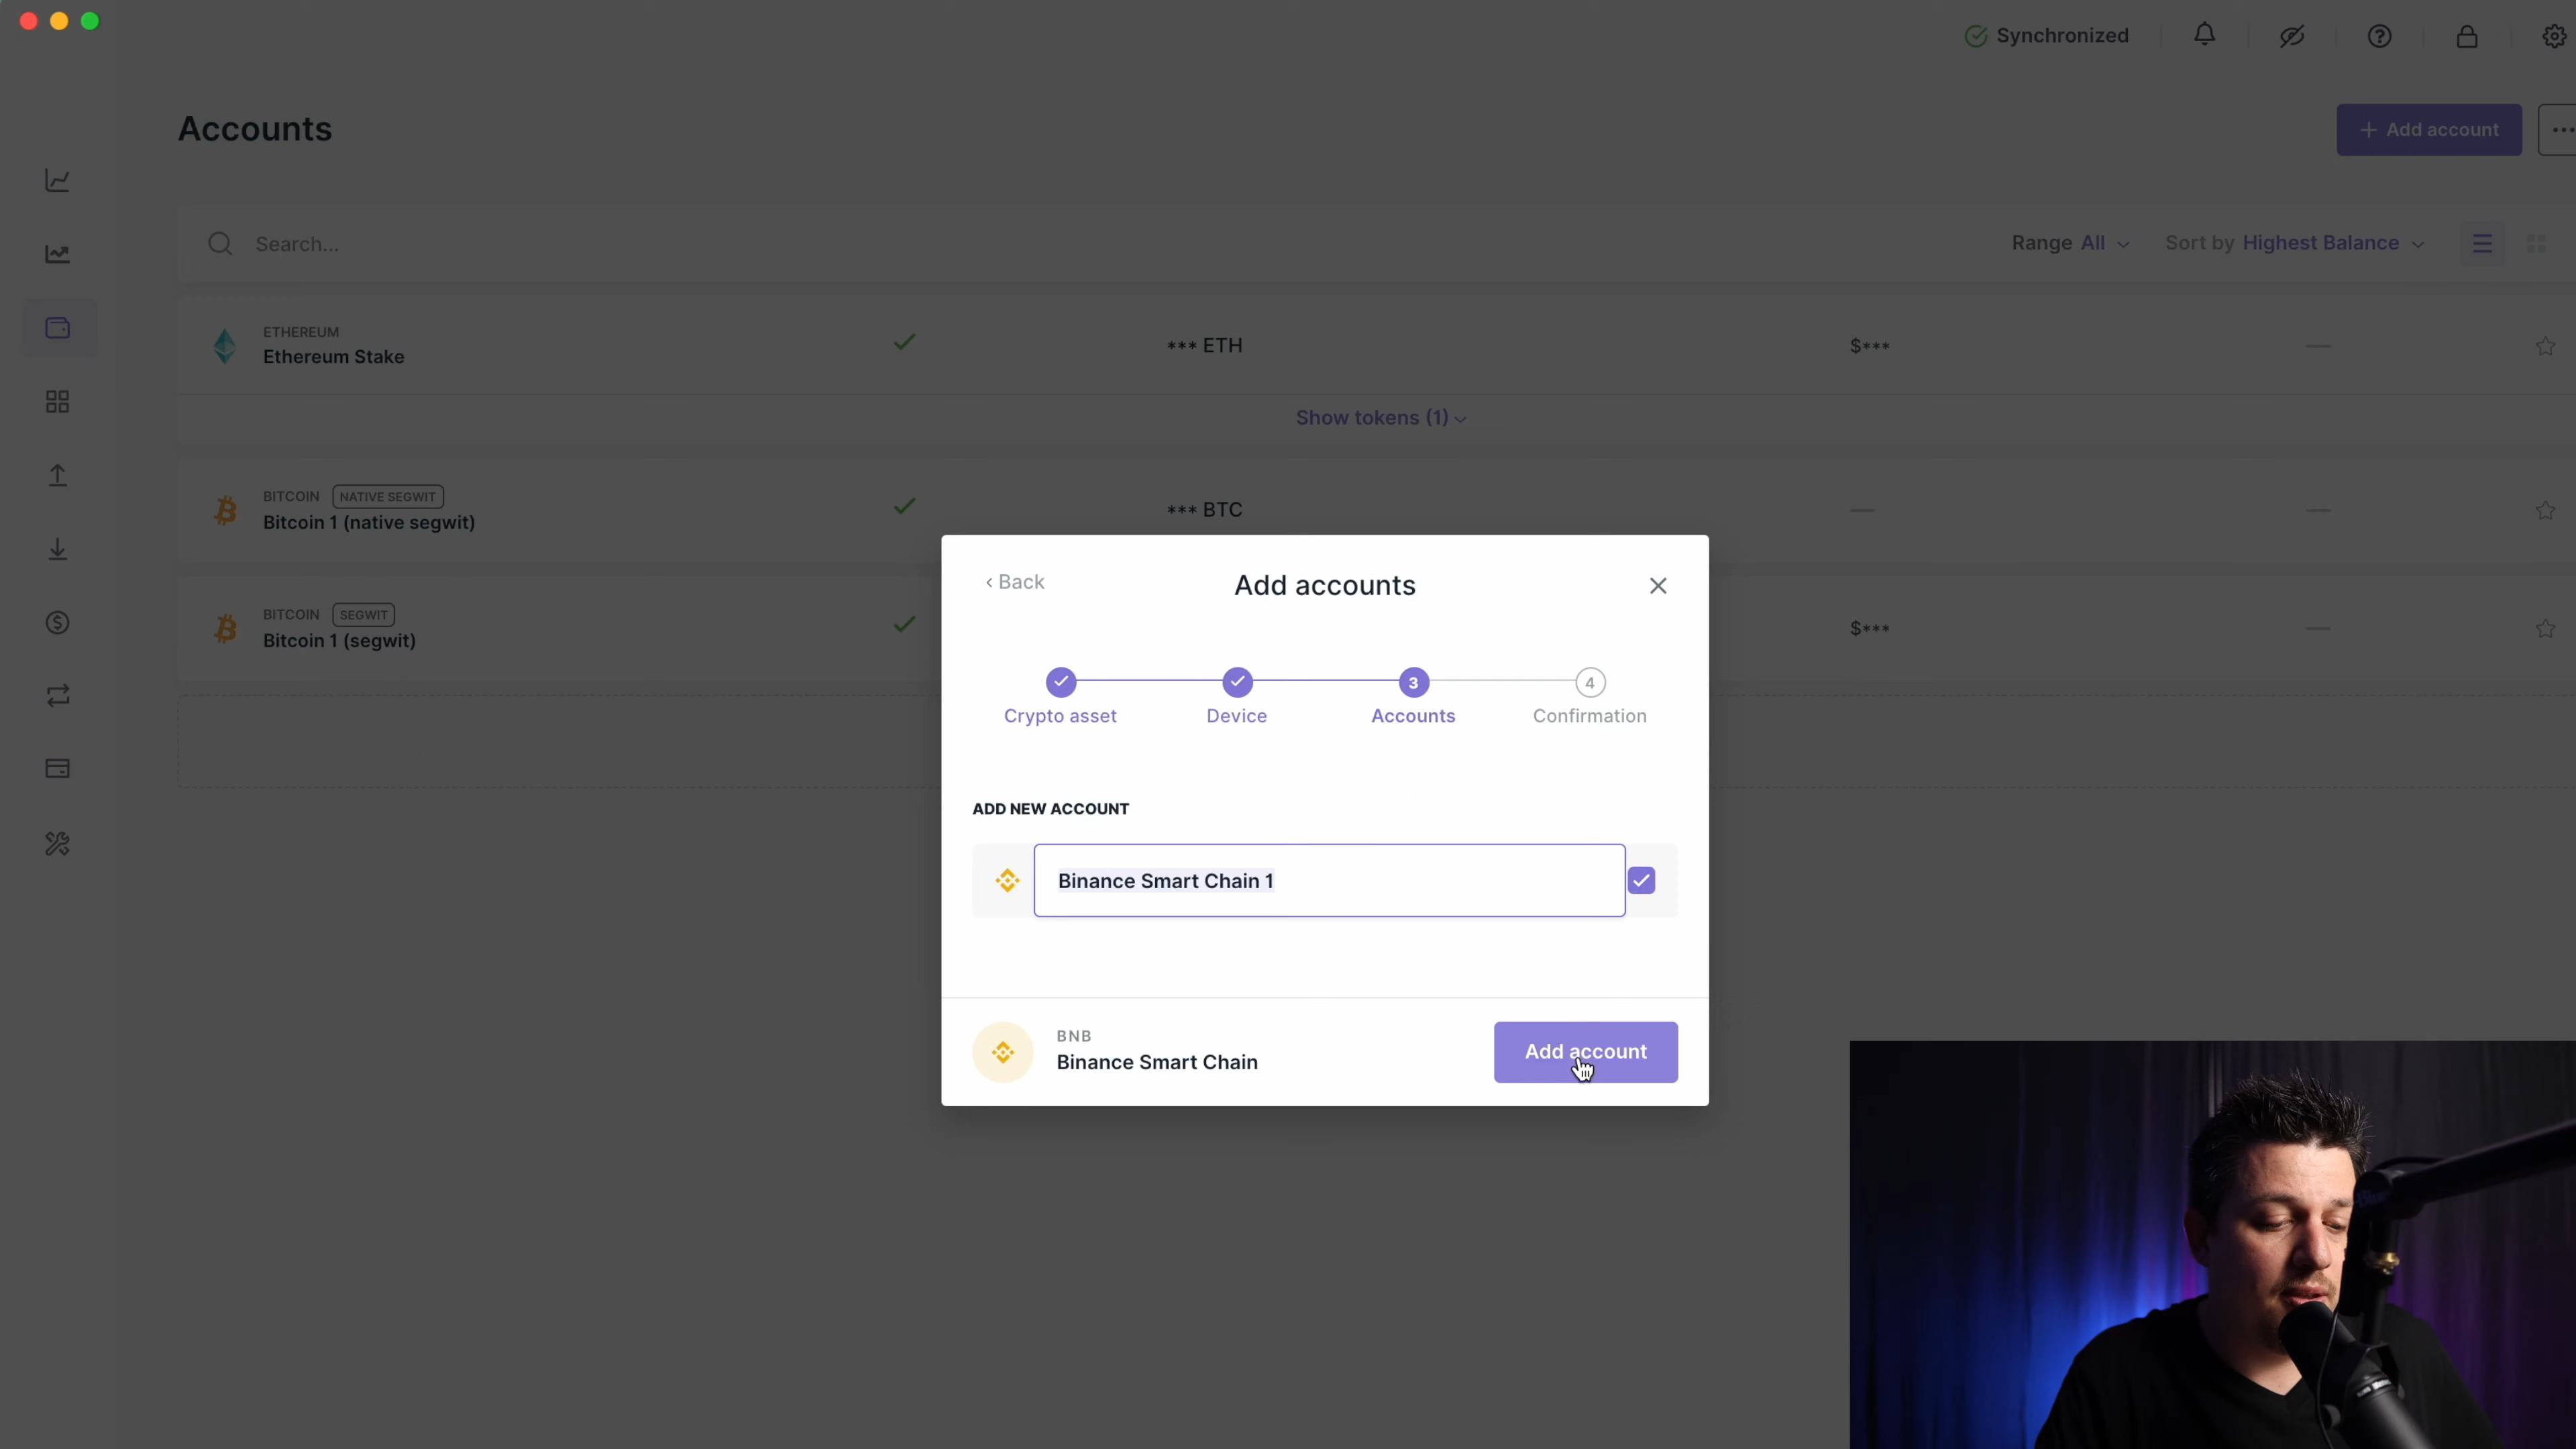 Synchronized
Accounts
+ Add account
Search...
Range All
Sort by Highest Balance
ETHEREUM
Ethereum Stake
*** ETH
$***
Show tokens (1)
BITCOIN NATIVE SEGWIT
Bitcoin 1 (native segwit)
*** BTC
BITCOIN SEGWIT
Bitcoin 1 (segwit)
$***
Back
Add accounts
3
4
Crypto asset
Device
Accounts
Confirmation
ADD NEW ACCOUNT
Binance Smart Chain 1
BNB
Binance Smart Chain
Add account